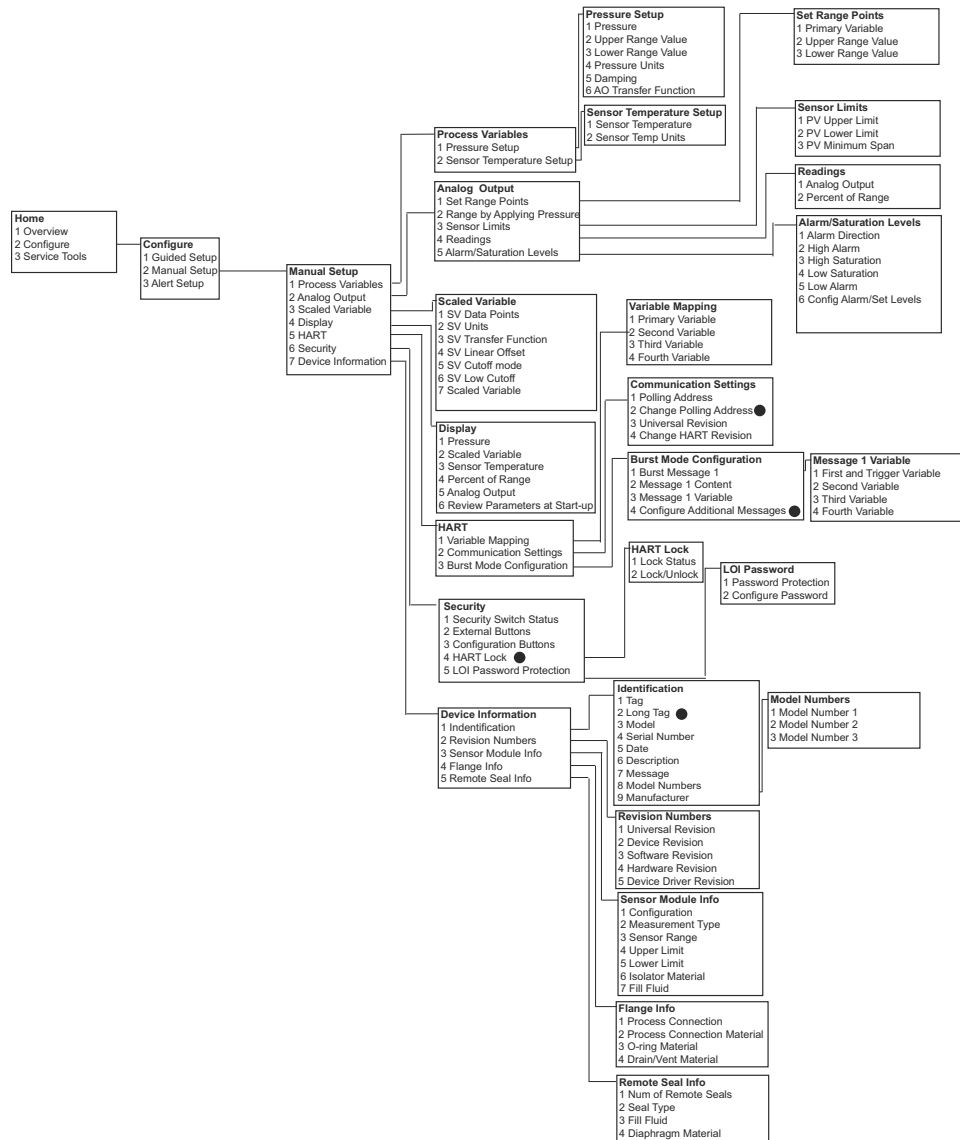 Home
1 Overview
2 Configure
3 Service Tools
Configure
1 Guided Setup
2 Manual Setup
3 Alert Setup
Manual Setup
1 Process Variables
2 Analog Output
3 Scaled Variable
4 Display
5 HART
6 Security
7 Device Information
Process Variables
1 Pressure Setup
2 Sensor Temperature Setup
Pressure Setup
1 Pressure
2 Upper Range Value
3 Lower Range Value
4 Pressure Units
5 Damping
6 AO Transfer Function
Sensor Temperature Setup
1 Sensor Temperature
2 Sensor Temp Units
Analog Output
1 Set Range Points
2 Range by Applying Pressure
3 Sensor Limits
4 Readings
5 Alarm/Saturation Levels
Set Range Points
1 Primary Variable
2 Upper Range Value
3 Lower Range Value
Sensor Limits
1 PV Upper Limit
2 PV Lower Limit
3 PV Minimum Span
Readings
1 Analog Output
2 Percent of Range
Alarm/Saturation Levels
1 Alarm Direction
2 High Alarm
3 High Saturation
4 Low Saturation
5 Low Alarm
6 Config Alarm/Set Levels
Scaled Variable
1 SV Data Points
2 SV Units
3 SV Transfer Function
4 SV Linear Offset
5 SV Cutoff mode
6 SV Low Cutoff
7 Scaled Variable
Display
1 Pressure
2 Scaled Variable
3 Sensor Temperature
4 Percent of Range
5 Analog Output
6 Review Parameters at Start-up
HART
1 Variable Mapping
2 Communication Settings
3 Burst Mode Configuration
Variable Mapping
1 Primary Variable
2 Second Variable
3 Third Variable
4 Fourth Variable
Communication Settings
1 Polling Address
2 Change Polling Address
3 Universal Revision
4 Change HART Revision
Burst Mode Configuration
1 Burst Message 1
2 Message 1 Content
3 Message 1 Variable
4 Configure Additional Messages
Message 1 Variable
1 First and Trigger Variable
2 Second Variable
3 Third Variable
4 Fourth Variable
Security
1 Security Switch Status
2 External Buttons
3 Configuration Buttons
4 HART Lock
5 LOI Password Protection
HART Lock
1 Lock Status
2 Lock/Unlock
LOI Password
1 Password Protection
2 Configure Password
Device Information
1 Indentification
2 Revision Numbers
3 Sensor Module Info
4 Flange Info
5 Remote Seal Info
Identification
1 Tag
2 Long Tag
3 Model
4 Serial Number
5 Date
6 Description
7 Message
8 Model Numbers
9 Manufacturer
Model Numbers
1 Model Number 1
2 Model Number 2
3 Model Number 3
Revision Numbers
1 Universal Revision
2 Device Revision
3 Software Revision
4 Hardware Revision
5 Device Driver Revision
Sensor Module Info
1 Configuration
2 Measurement Type
3 Sensor Range
4 Upper Limit
5 Lower Limit
6 Isolator Material
7 Fill Fluid
Flange Info
1 Process Connection
2 Process Connection Material
3 O-ring Material
4 Drain/Vent Material
Remote Seal Info
1 Num of Remote Seals
2 Seal Type
3 Fill Fluid
4 Diaphragm Material